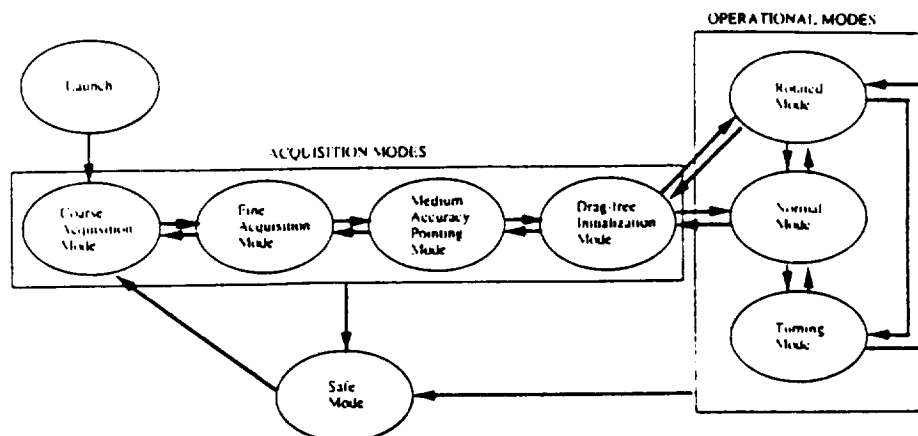 OPERATIONAL MODES
Launch
Rotated
Mode
ACQUISITION MODES
Coarse
Acquisition
Mode
Fine
Acquisition
Mode
Medium
Accuracy
Pointing
Mode
Drag-free
Initialization
Mode
Normal
Mode
Turning
Mode
Safe
Mode